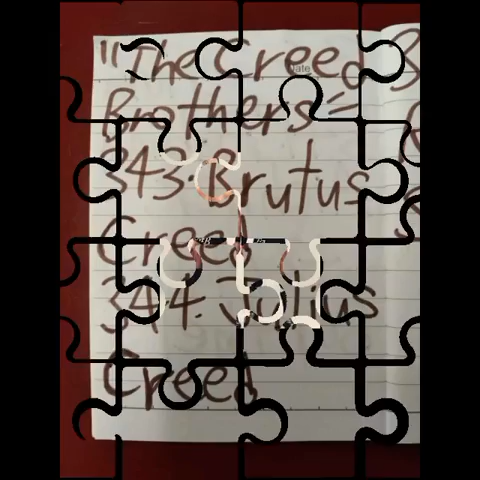 "The Creed
Brothers"=
343. Brutus
Creed
344. Julius
Creed